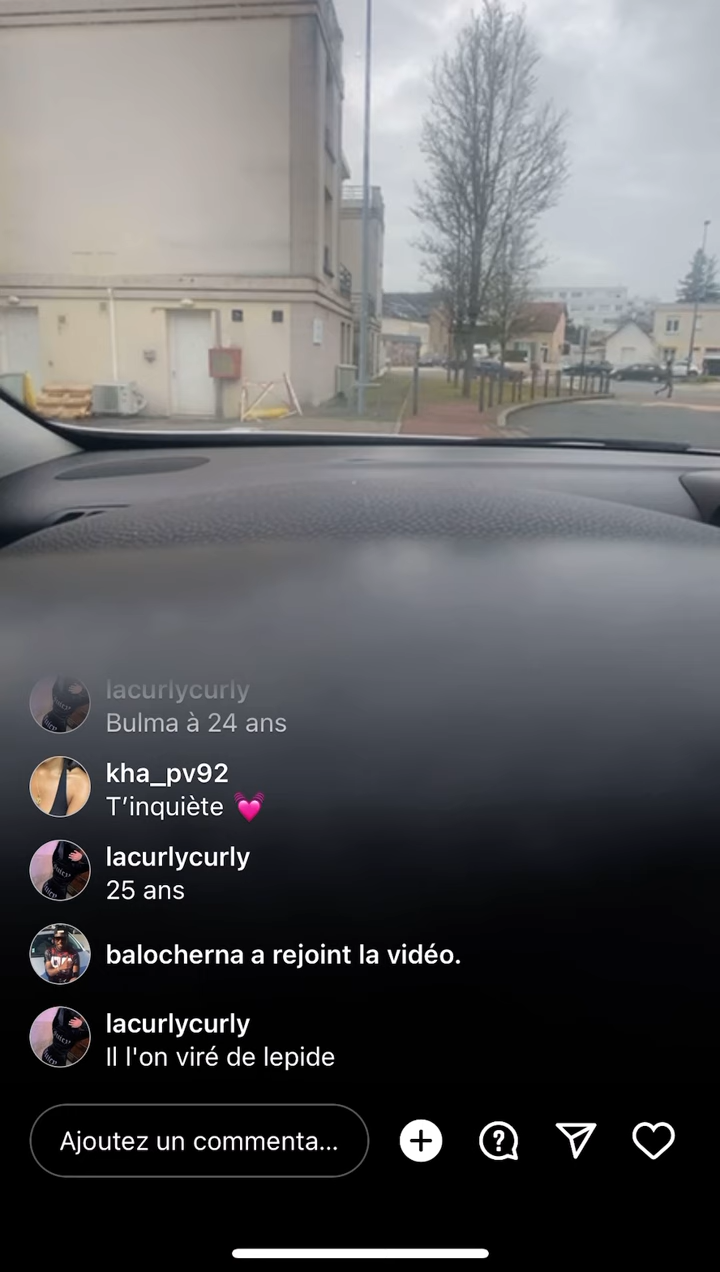 lacurlycurly
Bulma à 24 ans
kha_pv92
T'inquiète 💓
lacurlycurly
25 ans
balocherna a rejoint la vidéo.
lacurlycurly
Il l'on viré de lepide
Ajoutez un commenta...